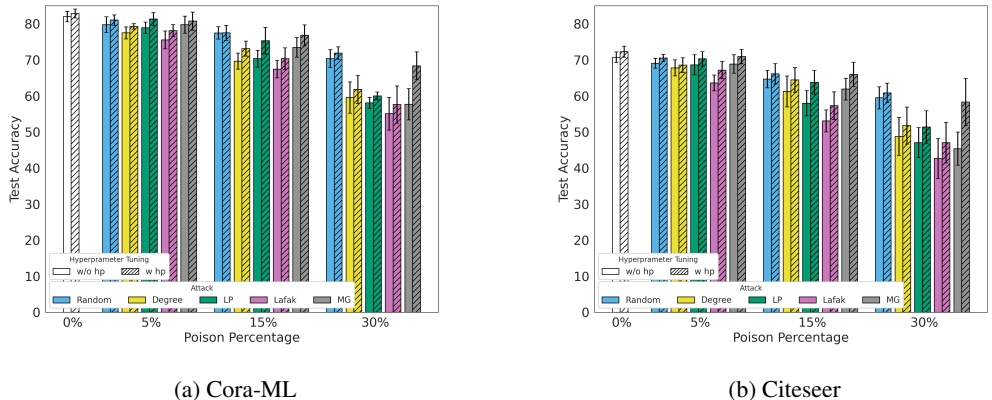 80
70
60
50
40
30
20
10
0
Test Accuracy
Hyperprameter Tuning
w/o hp
w hp
Attack
Random
Degree
LP
Lafak
MG
0%
5%
15%
30%
Poison Percentage
(a) Cora-ML
80
70
60
50
40
30
20
10
0
Test Accuracy
Hyperprameter Tuning
w/o hp
w hp
Attack
Random
Degree
LP
Lafak
MG
0%
5%
15%
30%
Poison Percentage
(b) Citeseer